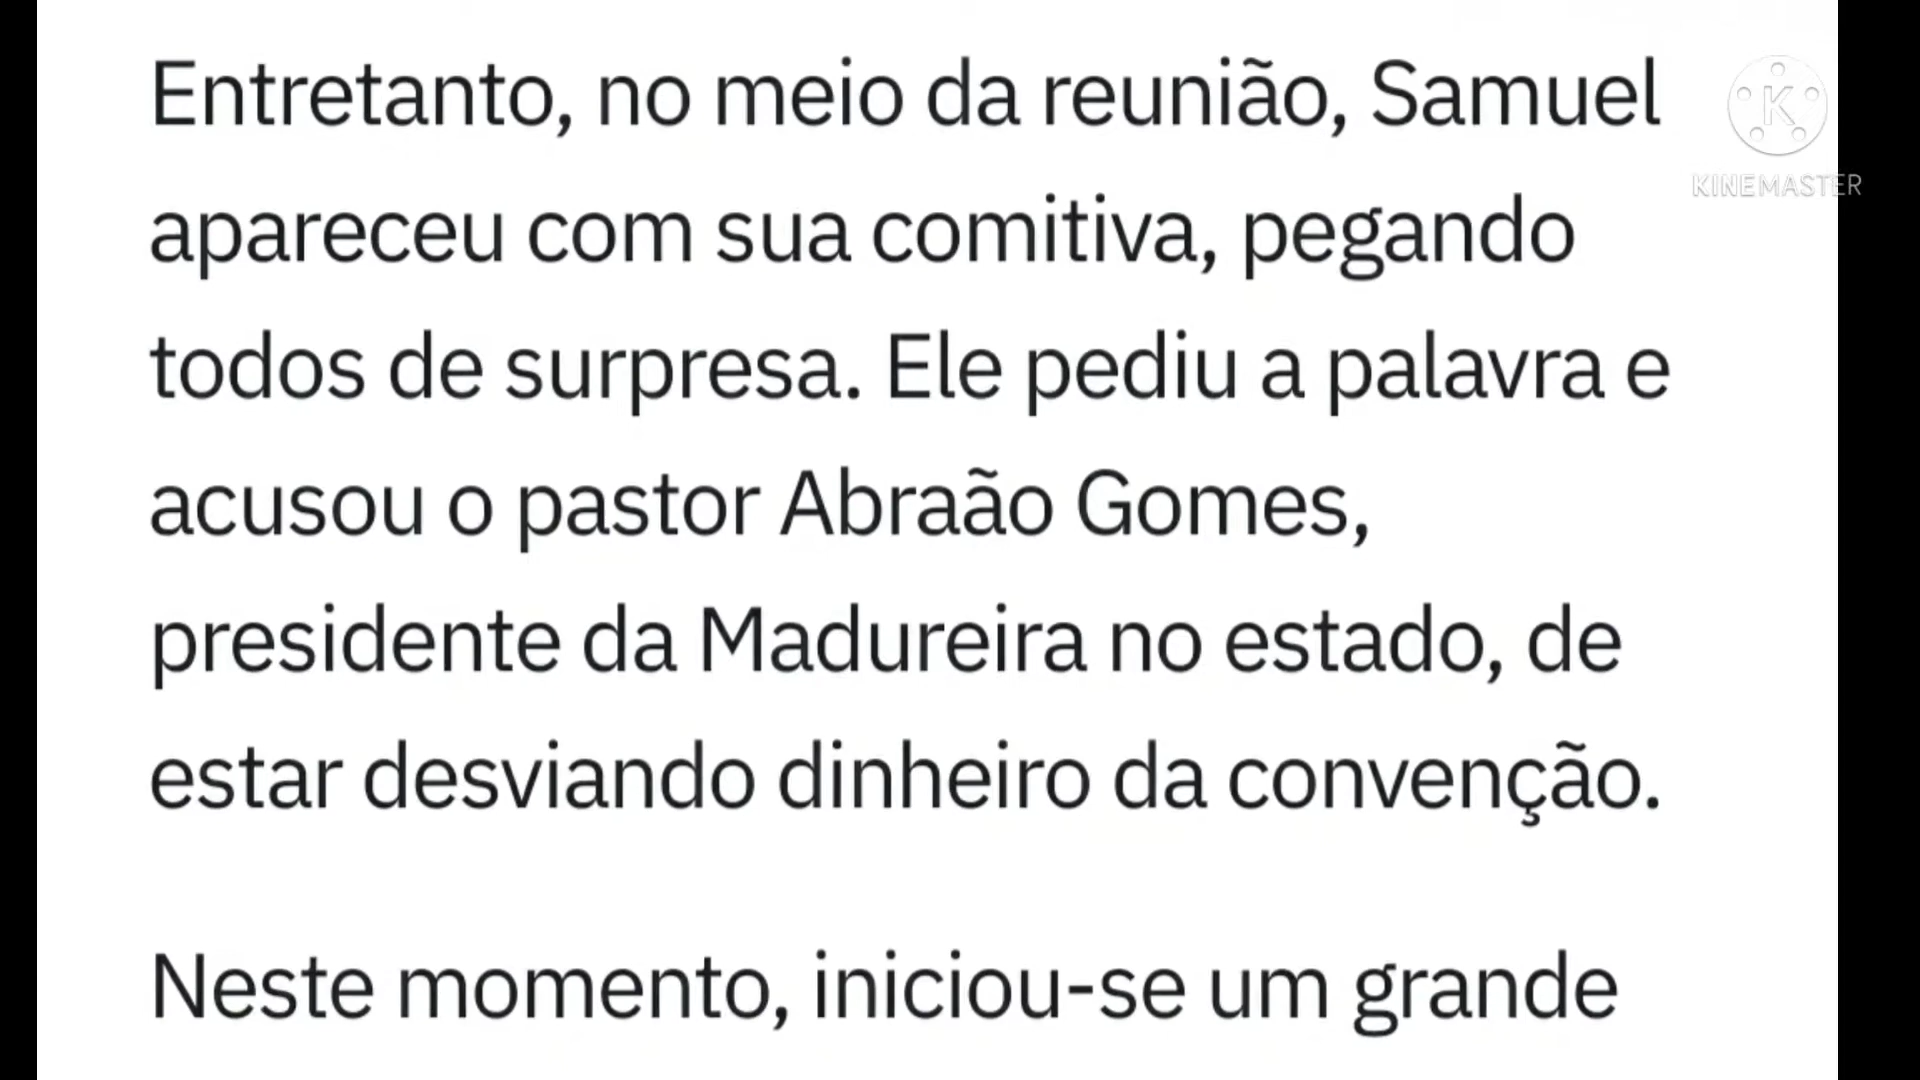 Entretanto, no meio da reunião, Samuel
apareceu com sua comitiva, pegando
todos de surpresa. Ele pediu a palavra e
acusou o pastor Abraão Gomes,
presidente da Madureira no estado, de
estar desviando dinheiro da convenção.
Neste momento, iniciou-se um grande
K
KINEMASTER